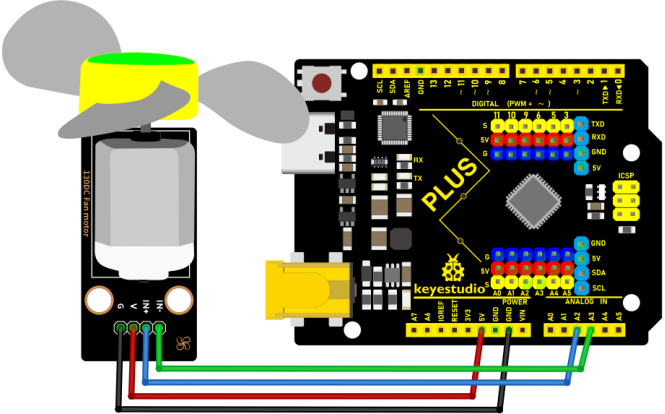 SCL
SDA
AREF
GND
13
12
~11
~10
~9
8
7
~6
~5
4
~3
2
TXD▶1
RXD◀0
DIGITAL (PWM = ~)
S 11 10 9 6 5 3 TXD
5V RXD
G GND
5V
RX
TX
PLUS
ICSP
130DC Fan motor
G GND
5V 5V
S SDA
A0 A1 A2 A3 A4 A5 SCL
keyestudio
POWER
ANALOG IN
A7
A6
IOREF
RESET
3V3
5V
GND
GND
VIN
A0
A1
A2
A3
A4
A5
G
V
IN+
IN-